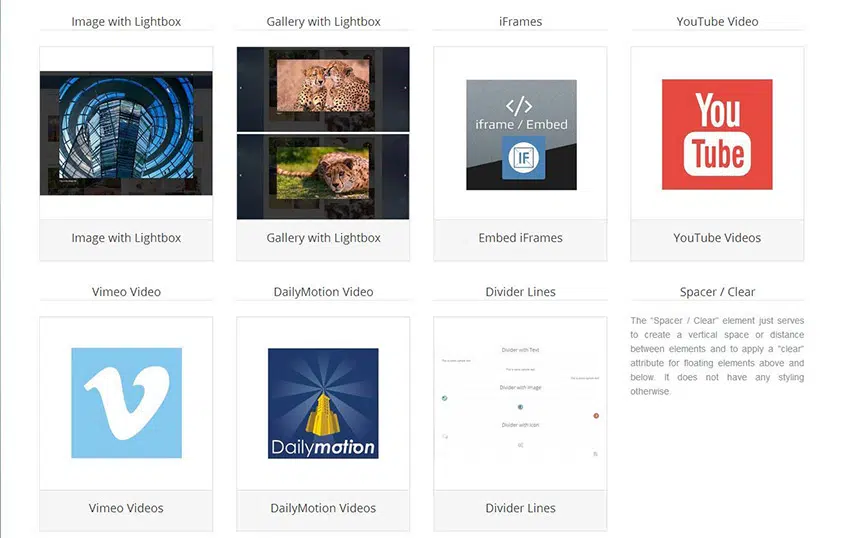 Image with Lightbox
Gallery with Lightbox
iFrames
YouTube Video
</>
iframe / Embed
IF
You
Tube
Image with Lightbox
Gallery with Lightbox
Embed iFrames
YouTube Videos
Vimeo Video
DailyMotion Video
Divider Lines
Spacer / Clear
The "Spacer / Clear" element just serves
to create a vertical space or distance
between elements and to apply a "clear"
attribute for floating elements above and
below. It does not have any styling
otherwise.
v
Dailymotion
Divider with Text
Divider with Image
Divider with Icon
Vimeo Videos
DailyMotion Videos
Divider Lines